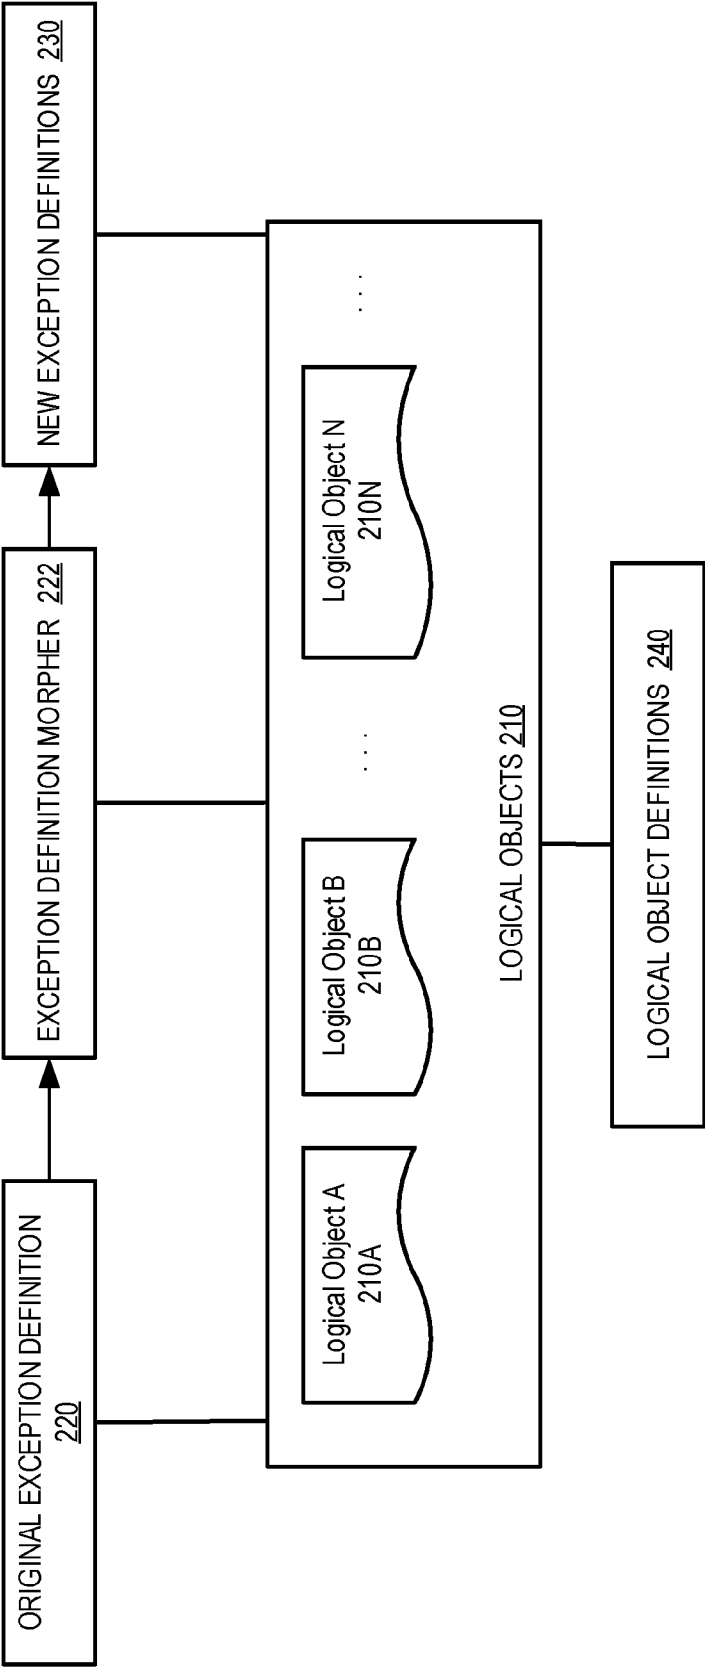 ORIGINAL EXCEPTION DEFINITION
220
EXCEPTION DEFINITION MORPHER 222
NEW EXCEPTION DEFINITIONS 230
Logical Object A
210A
Logical Object B
210B
. . .
Logical Object N
210N
. . .
LOGICAL OBJECTS 210
LOGICAL OBJECT DEFINITIONS 240